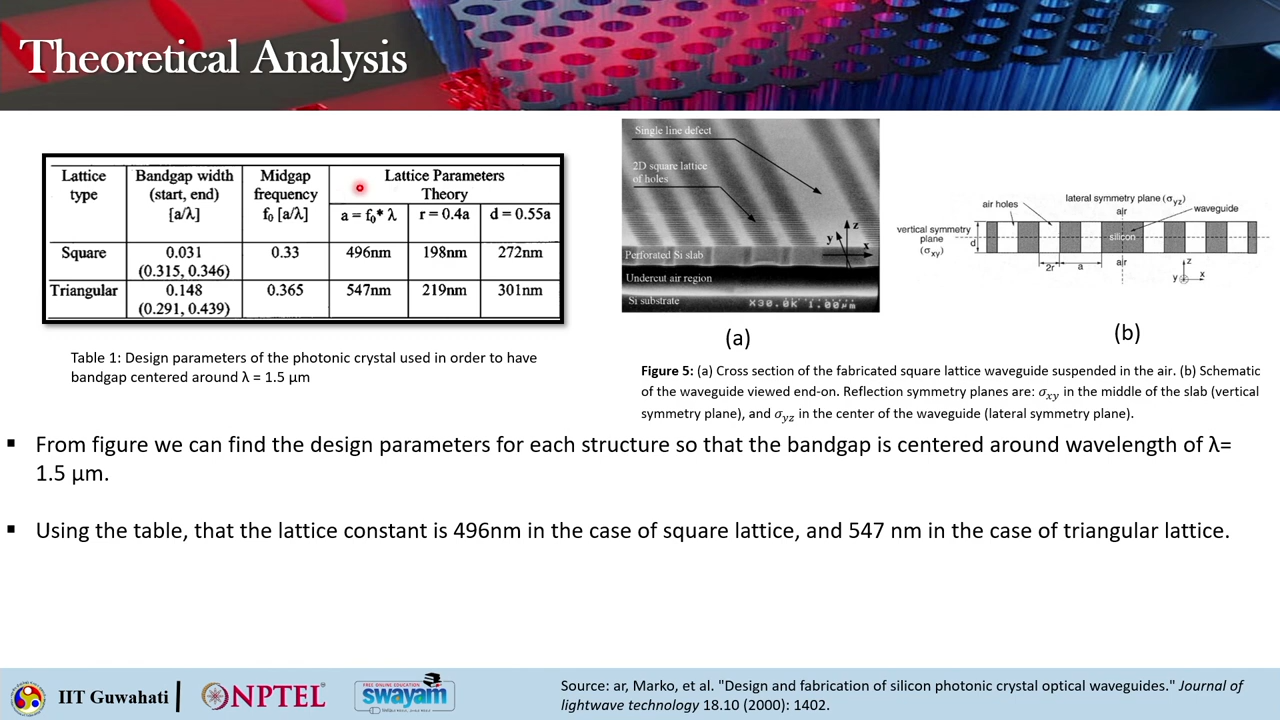 Theoretical Analysis
Lattice type
Bandgap width (start, end) [a/λ]
Midgap frequency f₀ [a/λ]
Lattice Parameters
Theory
a = f₀* λ
r = 0.4a
d = 0.55a
Square
0.031 (0.315, 0.346)
0.33
496nm
198nm
272nm
Triangular
0.148 (0.291, 0.439)
0.365
547nm
219nm
301nm
Table 1: Design parameters of the photonic crystal used in order to have
bandgap centered around λ = 1.5 µm
Single line defect
2D square lattice
of holes
z
y
x
Perforated Si slab
Undercut air region
Si substrate
X30.0K 1.00µm
(a)
lateral symmetry plane (σyz)
air holes
air
waveguide
vertical symmetry
plane
(σxy)
d
silicon
2r
a
air
z
y
x
(b)
Figure 5: (a) Cross section of the fabricated square lattice waveguide suspended in the air. (b) Schematic
of the waveguide viewed end-on. Reflection symmetry planes are: σxy in the middle of the slab (vertical
symmetry plane), and σyz in the center of the waveguide (lateral symmetry plane).
▪ From figure we can find the design parameters for each structure so that the bandgap is centered around wavelength of λ=
1.5 µm.
▪ Using the table, that the lattice constant is 496nm in the case of square lattice, and 547 nm in the case of triangular lattice.
IIT Guwahati
NPTEL
FREE ONLINE EDUCATION
swayam
Source: ar, Marko, et al. "Design and fabrication of silicon photonic crystal optical waveguides." Journal of
lightwave technology 18.10 (2000): 1402.